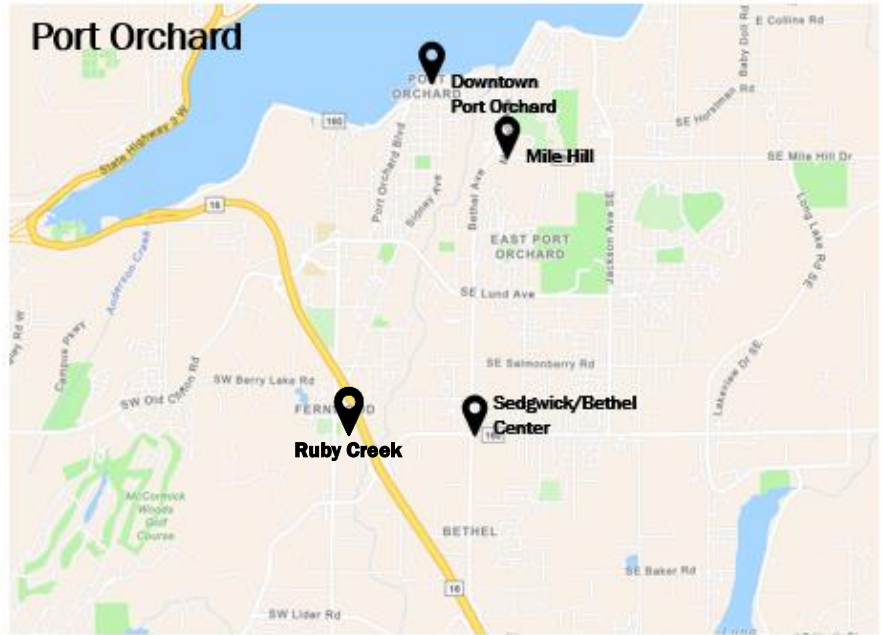 Port Orchard
E Collins Rd
Baby Doll Rd
SE Horstman Rd
State Highway 3 W
PORT
ORCHARD
Downtown
Port Orchard
160
Mile Hill
SE Mile Hill Dr
Port Orchard Blvd
Sidney Ave
Bethel Ave
Jackson Ave SE
Long Lake Rd SE
16
EAST PORT
ORCHARD
Anderson Creek
SE Lund Ave
Campus Pkwy
SW Old Clifton Rd
SW Berry Lake Rd
SE Salmonberry Rd
Lakeview Dr SE
Sedgwick/Bethel
Center
160
Ruby Creek
McCormick
Woods
Golf
Course
BETHEL
SE Baker Rd
16
SW Lider Rd
Long